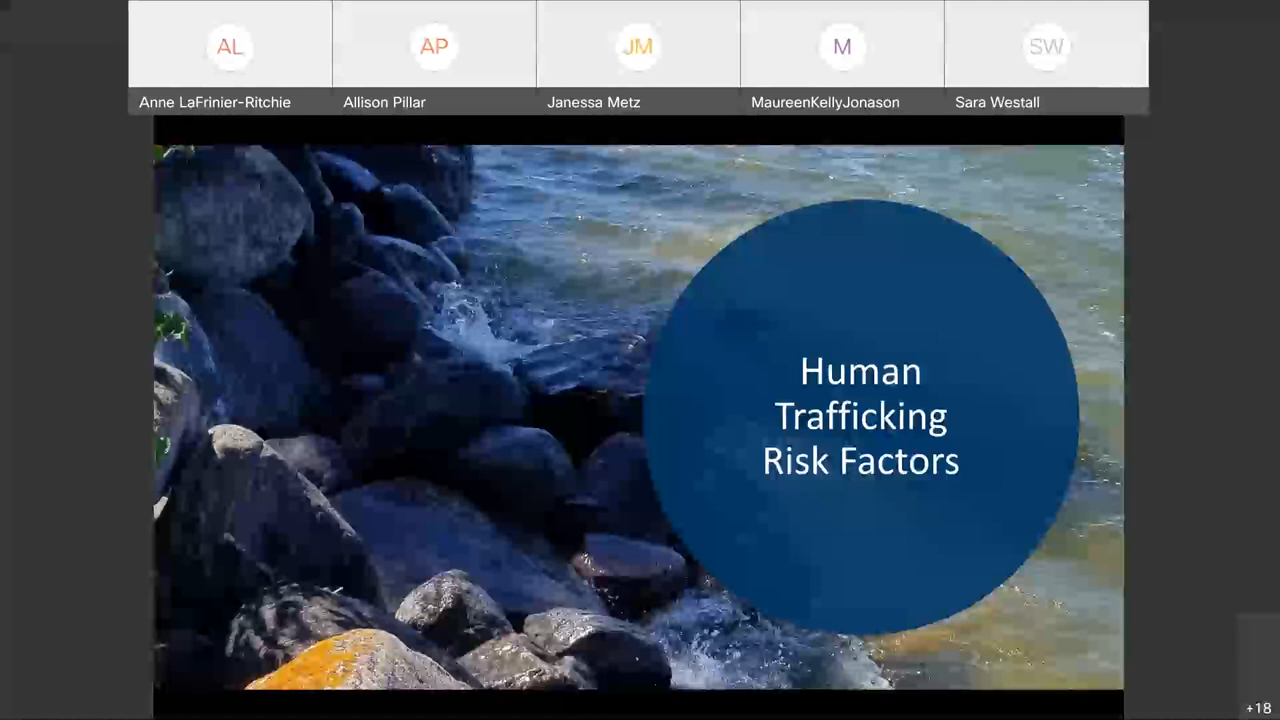 AL
AP
JM
M
SW
Anne LaFrinier-Ritchie
Allison Pillar
Janessa Metz
MaureenKellyJonason
Sara Westall
Human
Trafficking
Risk Factors
+18